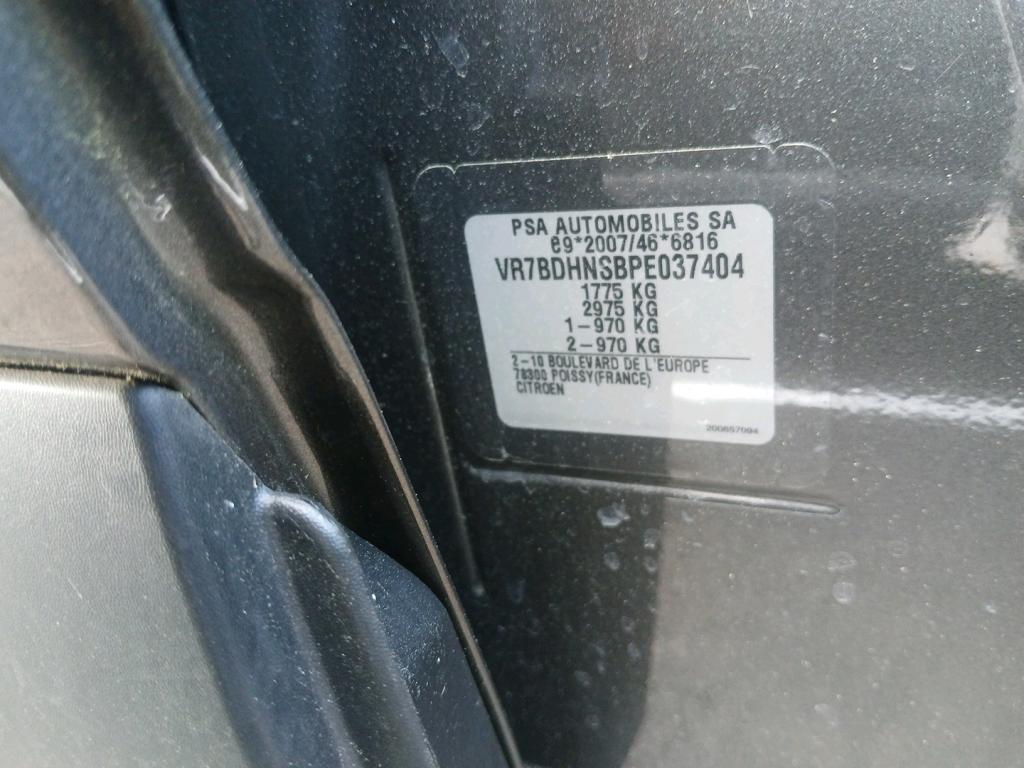 PSA AUTOMOBILES SA
e9*2007/46*6816
VR7BDHNSBPE037404
1775 KG
2975 KG
1-970 KG
2-970 KG
2-10 BOULEVARD DE L'EUROPE
78300 POISSY(FRANCE)
CITROEN
200857094